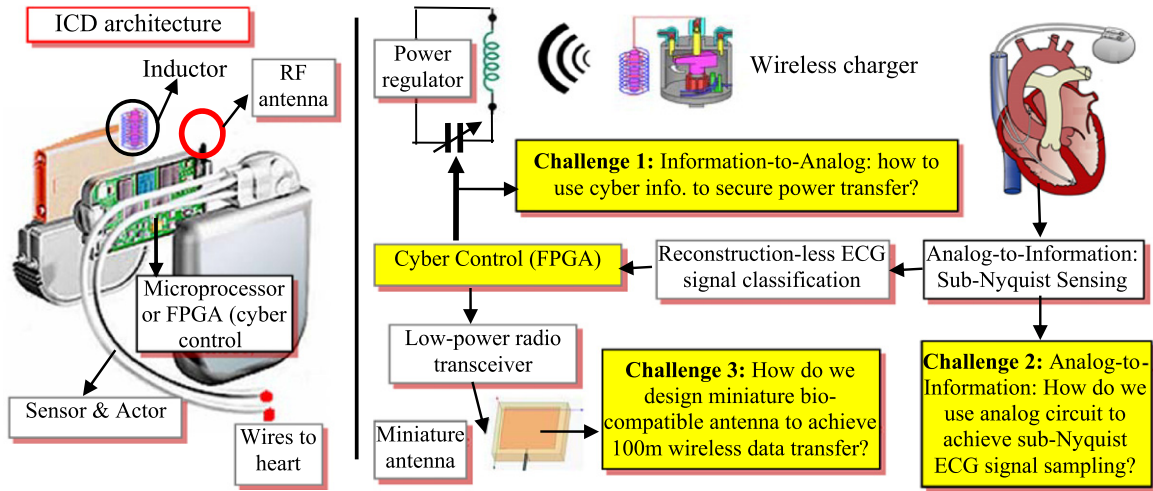 ICD architecture
Inductor
RF
antenna
Microprocessor
or FPGA (cyber
control
Sensor & Actor
Wires to
heart
Power
regulator
Wireless charger
Challenge 1: Information-to-Analog: how to
use cyber info. to secure power transfer?
Cyber Control (FPGA)
Reconstruction-less ECG
signal classification
Analog-to-Information:
Sub-Nyquist Sensing
Low-power radio
transceiver
Miniature
antenna
Challenge 3: How do we
design miniature bio-
compatible antenna to achieve
100m wireless data transfer?
Challenge 2: Analog-to-
Information: How do we
use analog circuit to
achieve sub-Nyquist
ECG signal sampling?